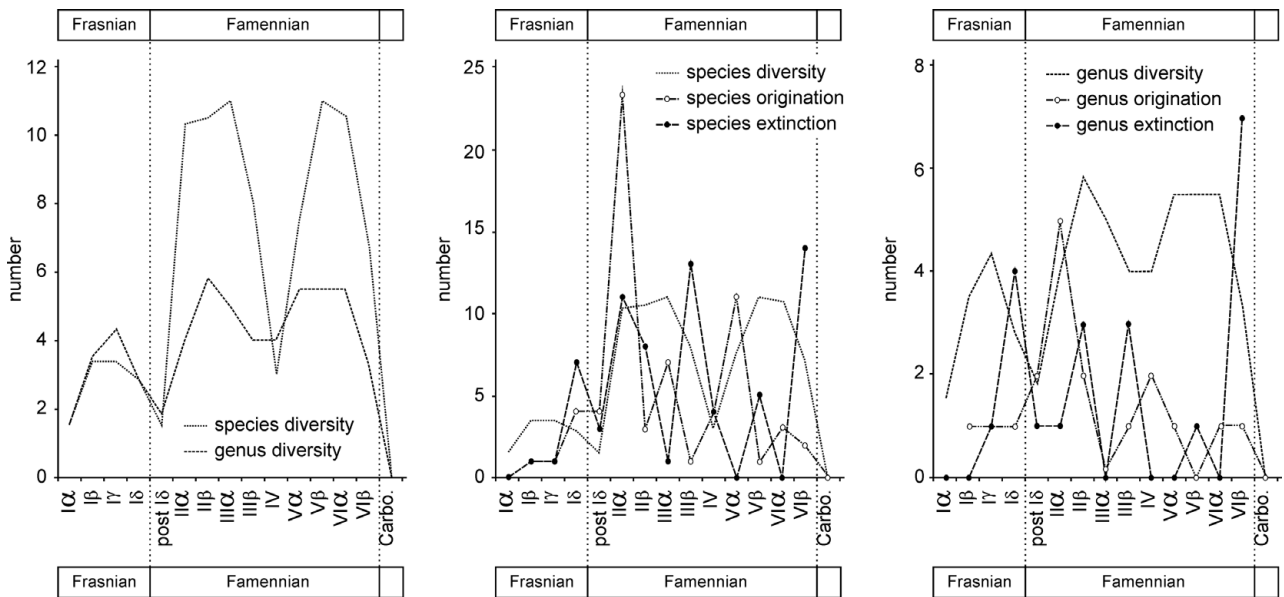 Frasnian Famennian
12
10
8
6
4
2
0
number
species diversity
genus diversity
Iα Iβ Iγ Iδ post Iδ IIα IIβ IIIα IIIβ IV Vα Vβ VIα VIβ Carbo.
Frasnian Famennian
Frasnian Famennian
25
20
15
10
5
0
number
species diversity
species origination
species extinction
Iα Iβ Iγ Iδ post Iδ IIα IIβ IIIα IIIβ IV Vα Vβ VIα VIβ Carbo.
Frasnian Famennian
Frasnian Famennian
8
6
4
2
0
number
genus diversity
genus origination
genus extinction
Iα Iβ Iγ Iδ post Iδ IIα IIβ IIIα IIIβ IV Vα Vβ VIα VIβ Carbo.
Frasnian Famennian